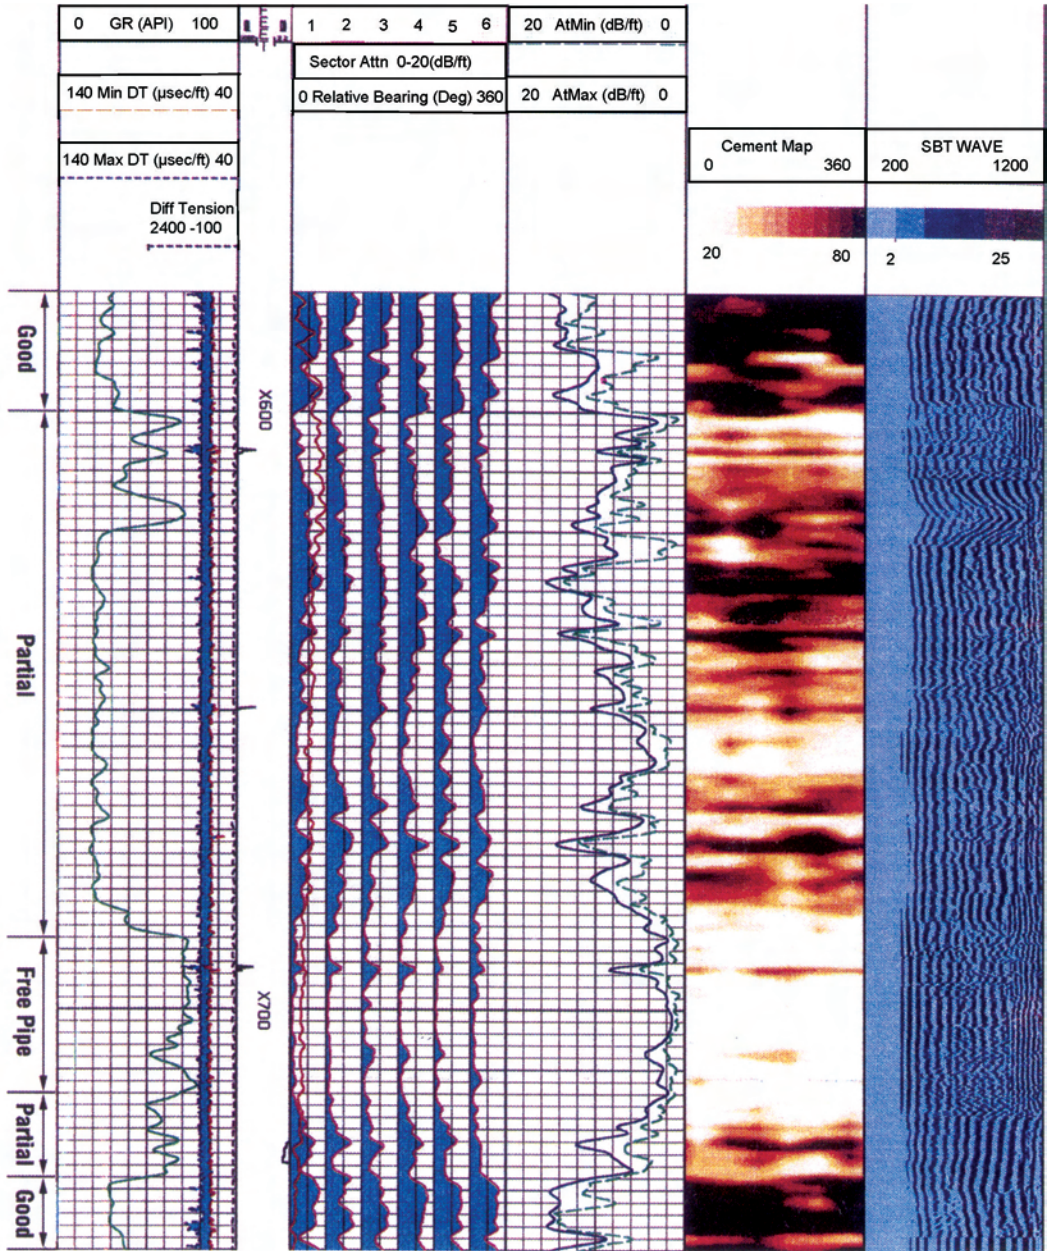 0 GR (API) 100
1 2 3 4 5 6
20 AtMin (dB/ft) 0
Sector Attn 0-20(dB/ft)
140 Min DT (µsec/ft) 40
0 Relative Bearing (Deg) 360
20 AtMax (dB/ft) 0
140 Max DT (µsec/ft) 40
Cement Map
0 360
SBT WAVE
200 1200
Diff Tension
2400 -100
20 80
2 25
Good
X600
Partial
Free Pipe
X700
Partial
Good